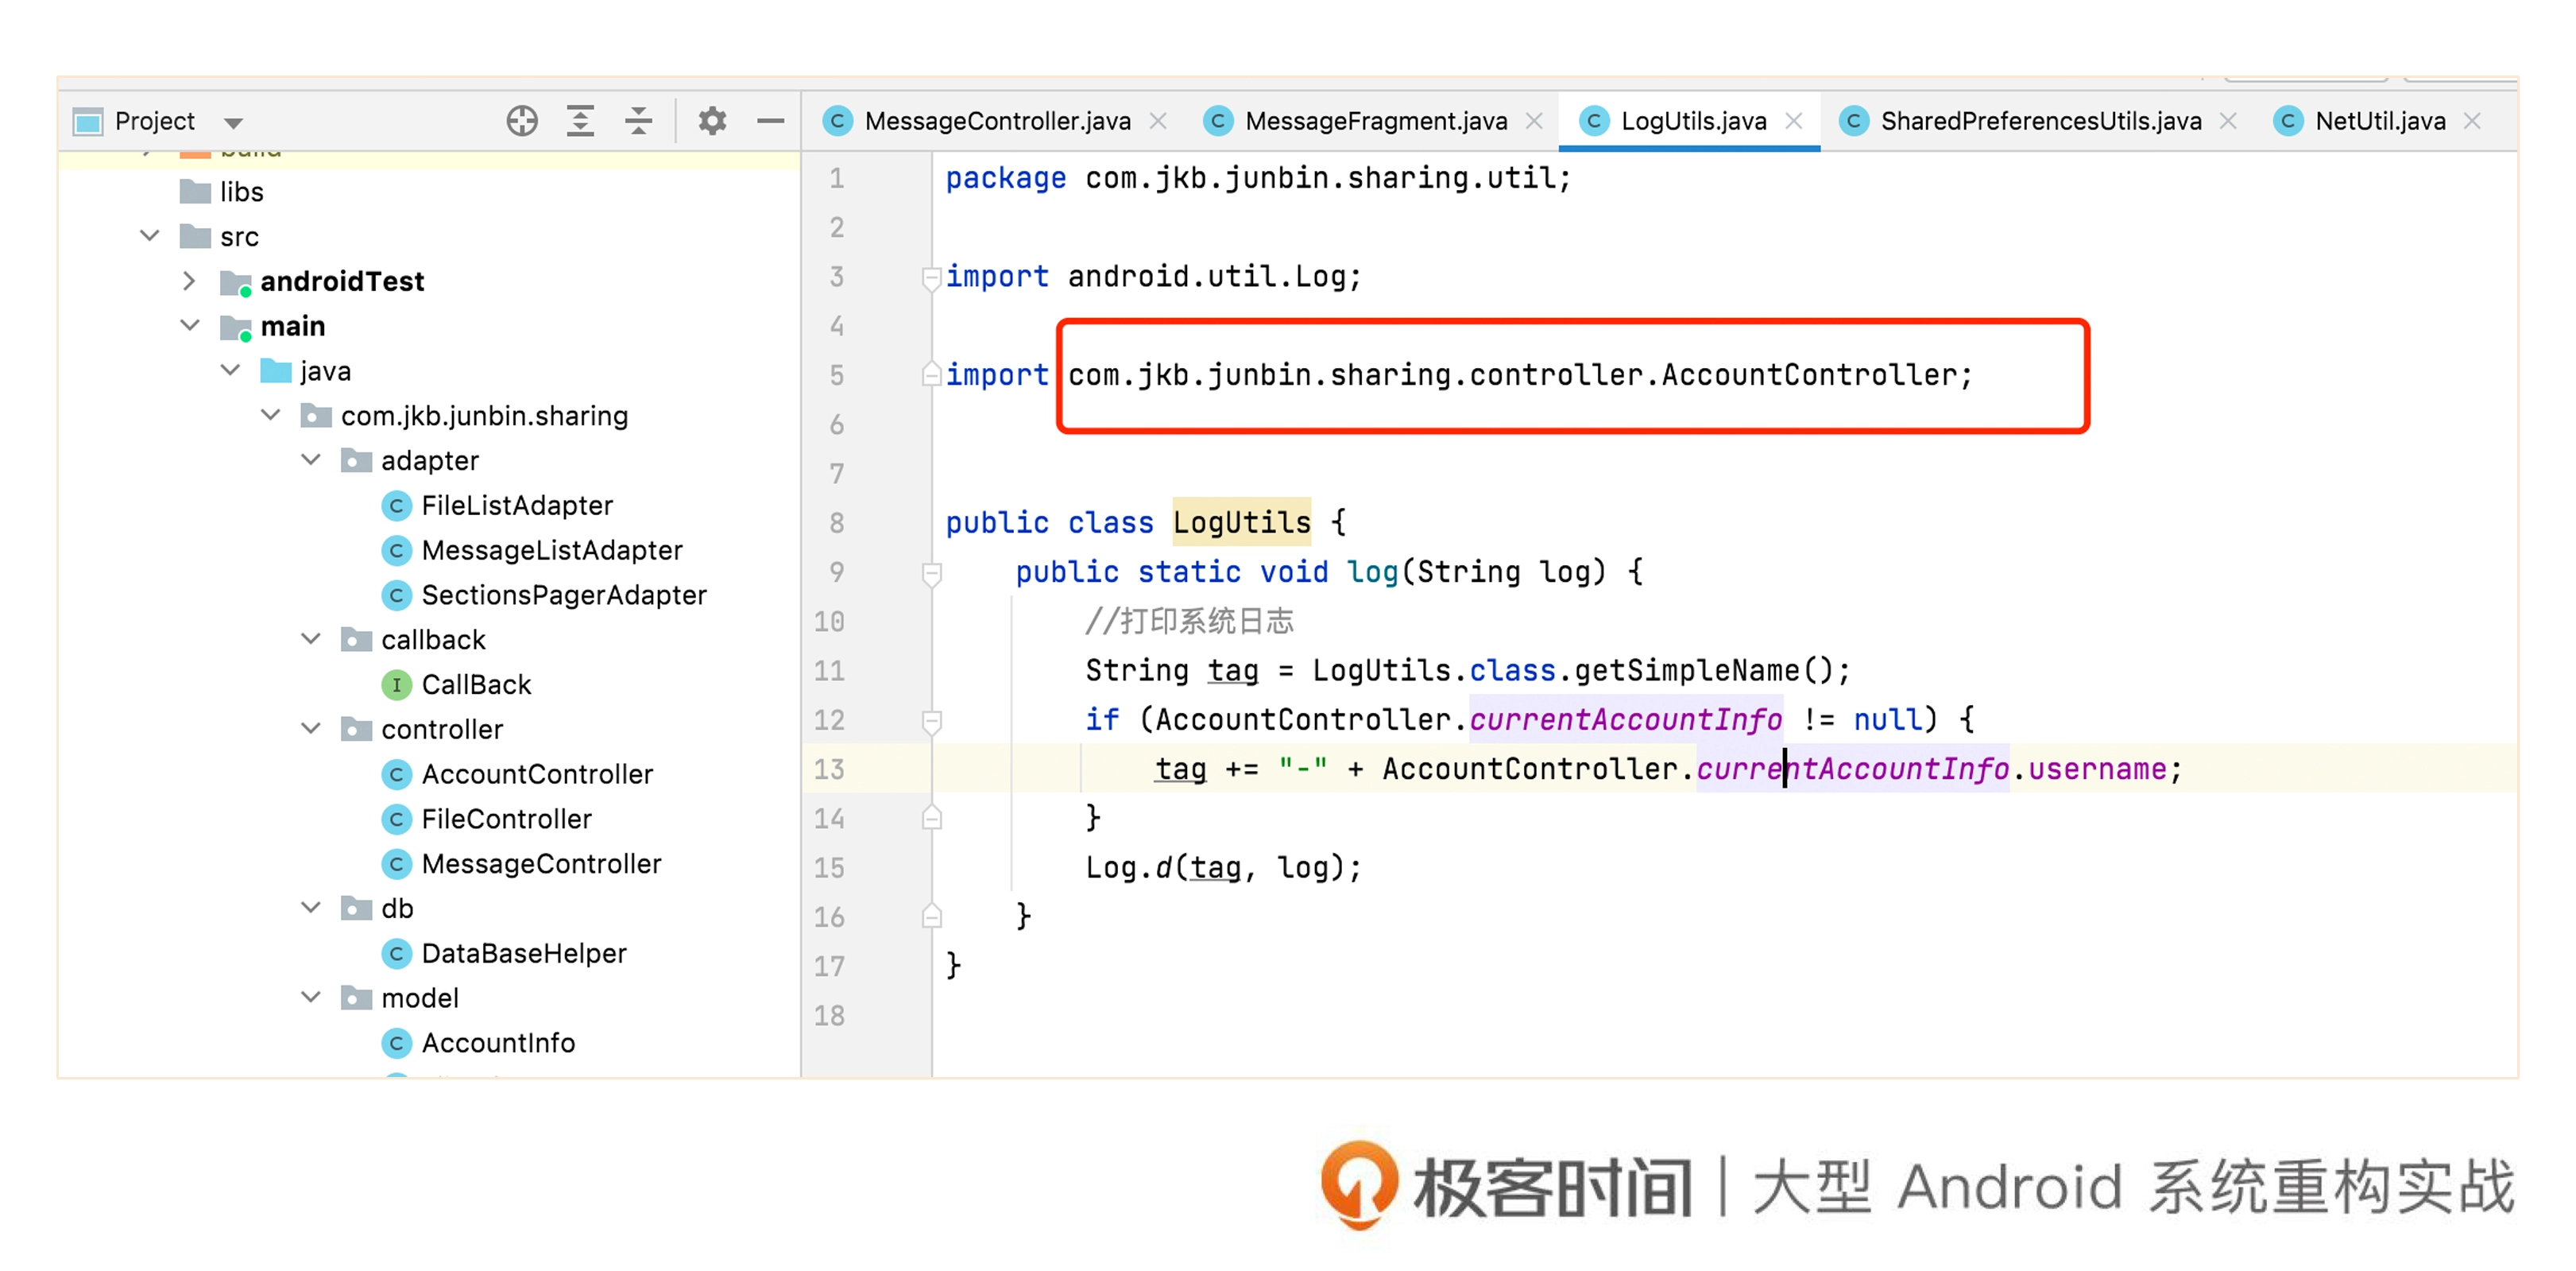 Project
MessageController.java
MessageFragment.java
LogUtils.java
SharedPreferencesUtils.java
NetUtil.java
build
libs
src
androidTest
main
java
com.jkb.junbin.sharing
adapter
FileListAdapter
MessageListAdapter
SectionsPagerAdapter
callback
CallBack
controller
AccountController
FileController
MessageController
db
DataBaseHelper
model
AccountInfo
1 package com.jkb.junbin.sharing.util;
2
3 import android.util.Log;
4
5 import com.jkb.junbin.sharing.controller.AccountController;
6
7
8 public class LogUtils {
9 public static void log(String log) {
10 //打印系统日志
11 String tag = LogUtils.class.getSimpleName();
12 if (AccountController.currentAccountInfo != null) {
13 tag += "-" + AccountController.currentAccountInfo.username;
14 }
15 Log.d(tag, log);
16 }
17 }
18
极客时间 | 大型 Android 系统重构实战